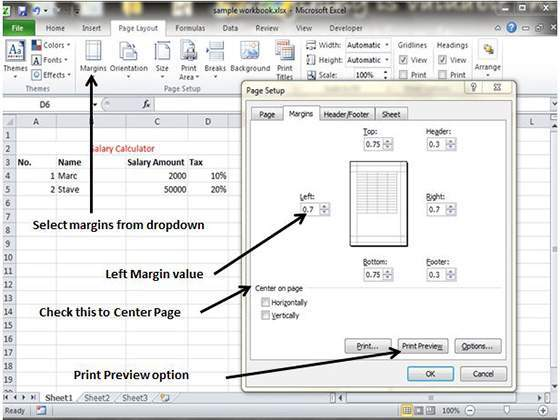 sample workbook.xlsx - Microsoft Excel
File Home Insert Page Layout Formulas Data Review View
Colors Width: Automatic Gridlines Headings
Fonts Height: Automatic View View
Themes Effects Margins Orientation Size Print Area Breaks Background Print Titles Scale: 100% Print Print Arrange
Themes Page Setup
D6 fx
A B C D L
1
2 Salary Calculator
3 No. Name Salary Amount Tax
4 1 Marc 2000 10%
5 2 Stave 50000 20%
6
7
8
9
10
11
12
13
14
15
16
17
18
19
Select margins from dropdown
Left Margin value
Check this to Center Page
Print Preview option
Page Setup
Page Margins Header/Footer Sheet
Top: Header:
0.75 0.3
Left: Right:
0.7 0.7
Bottom: Footer:
0.75 0.3
Center on page
Horizontally
Vertically
Print... Print Preview Options...
OK Cancel
Sheet1 Sheet2 Sheet3
Ready 100%